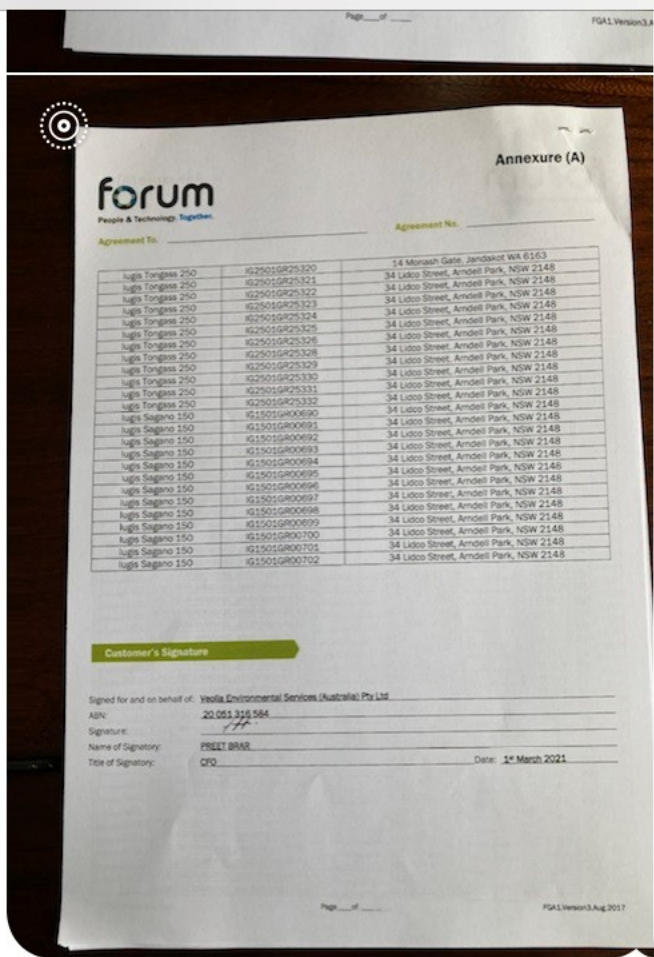 Page___of ____
FGA1.Version3.A
Annexure (A)
forum
People & Technology. Together.
Agreement To. Agreement No.
Iugis Tongass 250 IG2501GR25320 14 Monash Gate, Jandakot WA 6163
Iugis Tongass 250 IG2501GR25321 34 Lidco Street, Arndell Park, NSW 2148
Iugis Tongass 250 IG2501GR25322 34 Lidco Street, Arndell Park, NSW 2148
Iugis Tongass 250 IG2501GR25323 34 Lidco Street, Arndell Park, NSW 2148
Iugis Tongass 250 IG2501GR25324 34 Lidco Street, Arndell Park, NSW 2148
Iugis Tongass 250 IG2501GR25325 34 Lidco Street, Arndell Park, NSW 2148
Iugis Tongass 250 IG2501GR25326 34 Lidco Street, Arndell Park, NSW 2148
Iugis Tongass 250 IG2501GR25328 34 Lidco Street, Arndell Park, NSW 2148
Iugis Tongass 250 IG2501GR25329 34 Lidco Street, Arndell Park, NSW 2148
Iugis Tongass 250 IG2501GR25330 34 Lidco Street, Arndell Park, NSW 2148
Iugis Tongass 250 IG2501GR25331 34 Lidco Street, Arndell Park, NSW 2148
Iugis Tongass 250 IG2501GR25332 34 Lidco Street, Arndell Park, NSW 2148
Iugis Sagano 150 IG1501GR00690 34 Lidco Street, Arndell Park, NSW 2148
Iugis Sagano 150 IG1501GR00691 34 Lidco Street, Arndell Park, NSW 2148
Iugis Sagano 150 IG1501GR00692 34 Lidco Street, Arndell Park, NSW 2148
Iugis Sagano 150 IG1501GR00693 34 Lidco Street, Arndell Park, NSW 2148
Iugis Sagano 150 IG1501GR00694 34 Lidco Street, Arndell Park, NSW 2148
Iugis Sagano 150 IG1501GR00695 34 Lidco Street, Arndell Park, NSW 2148
Iugis Sagano 150 IG1501GR00696 34 Lidco Street, Arndell Park, NSW 2148
Iugis Sagano 150 IG1501GR00697 34 Lidco Street, Arndell Park, NSW 2148
Iugis Sagano 150 IG1501GR00698 34 Lidco Street, Arndell Park, NSW 2148
Iugis Sagano 150 IG1501GR00699 34 Lidco Street, Arndell Park, NSW 2148
Iugis Sagano 150 IG1501GR00700 34 Lidco Street, Arndell Park, NSW 2148
Iugis Sagano 150 IG1501GR00701 34 Lidco Street, Arndell Park, NSW 2148
Iugis Sagano 150 IG1501GR00702 34 Lidco Street, Arndell Park, NSW 2148
Customer's Signature
Signed for and on behalf of: Veolia Environmental Services (Australia) Pty Ltd
ABN: 20 051 316 584
Signature:
Name of Signatory: PREET BRAR
Title of Signatory: CFO Date: 1st March 2021
Page___of ____ FGA1.Version3.Aug.2017